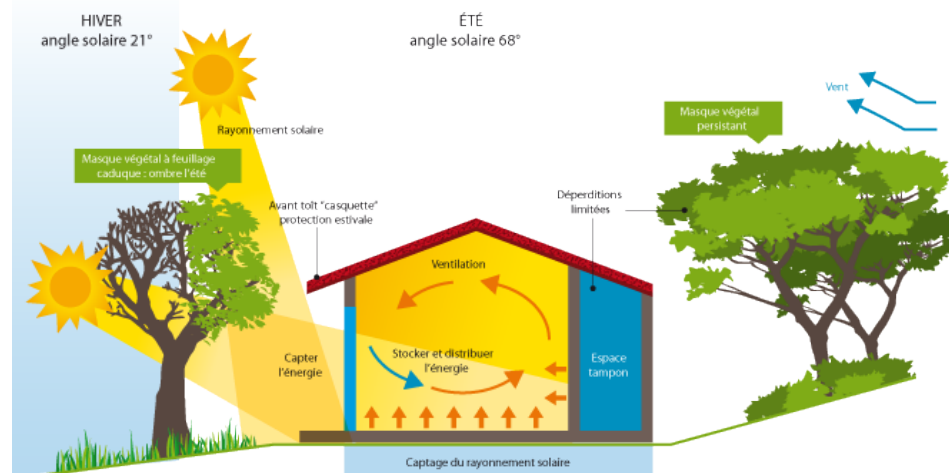 HIVER
angle solaire 21°
ÉTÉ
angle solaire 68°
Vent
Masque végétal
persistant
Rayonnement solaire
Masque végétal à feuillage
caduque : ombre l'été
Avant toît "casquette"
protection estivale
Déperditions
limitées
Ventilation
Capter
l'énergie
Stocker et distribuer
l'énergie
Espace
tampon
Captage du rayonnement solaire